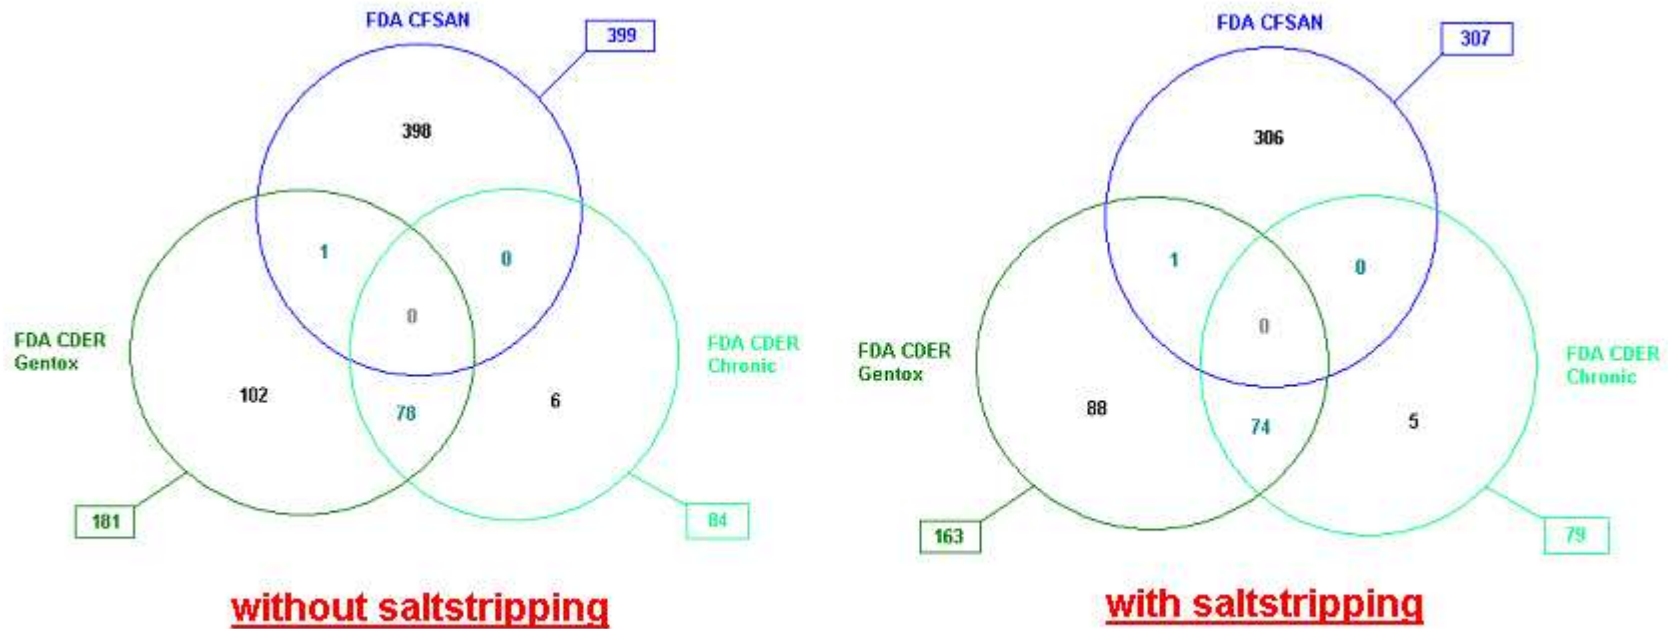 FDA CFSAN
399
398
1
0
0
FDA CDER
Gentox
FDA CDER
Chronic
102
78
6
181
84
without saltstripping
FDA CFSAN
307
306
1
0
0
FDA CDER
Gentox
FDA CDER
Chronic
88
74
5
163
79
with saltstripping